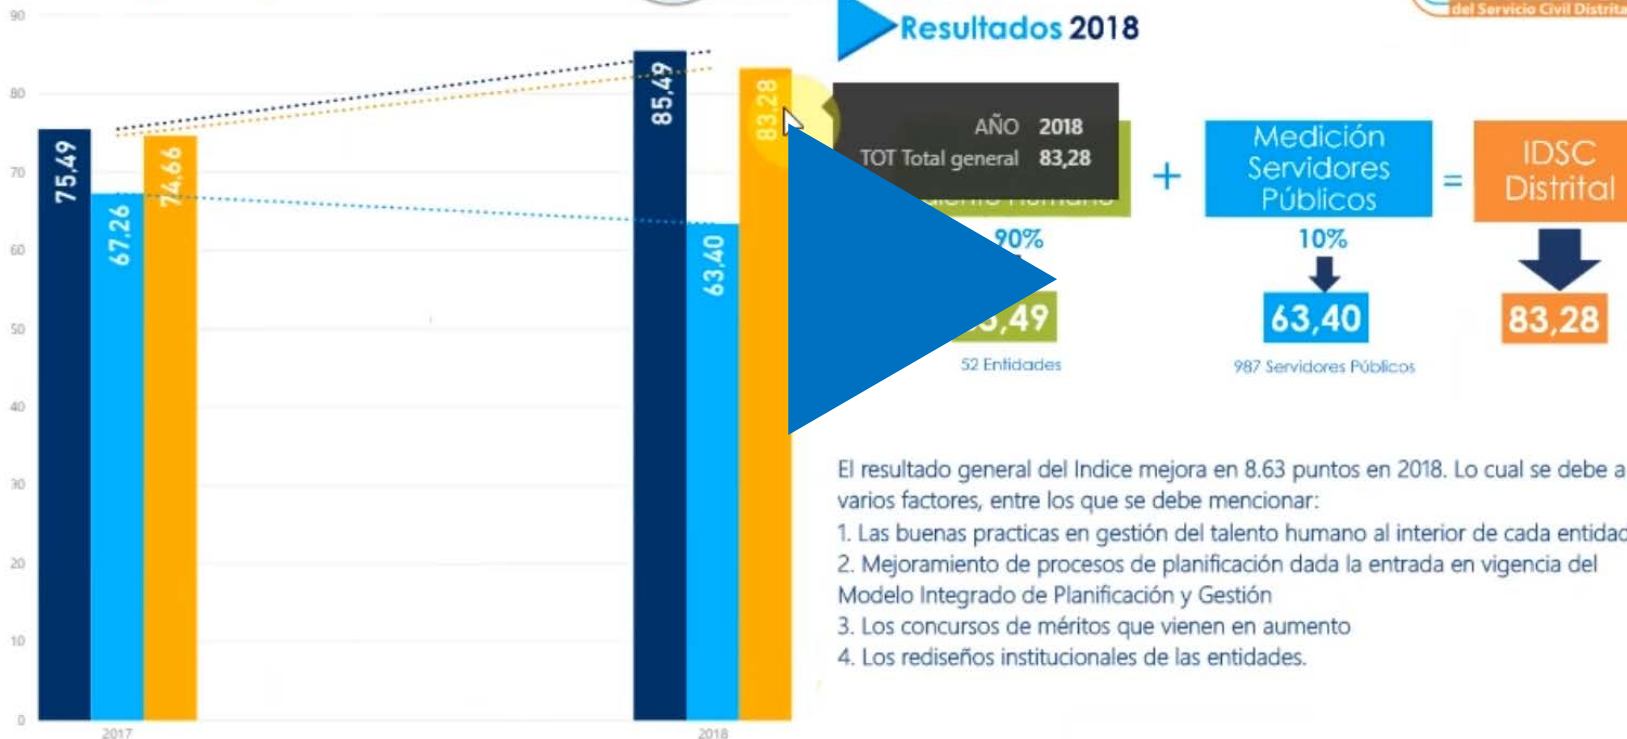 90
80
70
60
50
40
30
20
10
0
75,49
67,26
74,66
85,49
63,40
83,28
2017
2018
del Servicio Civil Distrita
Resultados 2018
AÑO 2018
TOT Total general 83,28
90%
,49
52 Entidades
+
Medición
Servidores
Públicos
10%
63,40
987 Servidores Públicos
=
IDSC
Distrital
83,28
El resultado general del Indice mejora en 8.63 puntos en 2018. Lo cual se debe a
varios factores, entre los que se debe mencionar:
1. Las buenas practicas en gestión del talento humano al interior de cada entidad
2. Mejoramiento de procesos de planificación dada la entrada en vigencia del
Modelo Integrado de Planificación y Gestión
3. Los concursos de méritos que vienen en aumento
4. Los rediseños institucionales de las entidades.